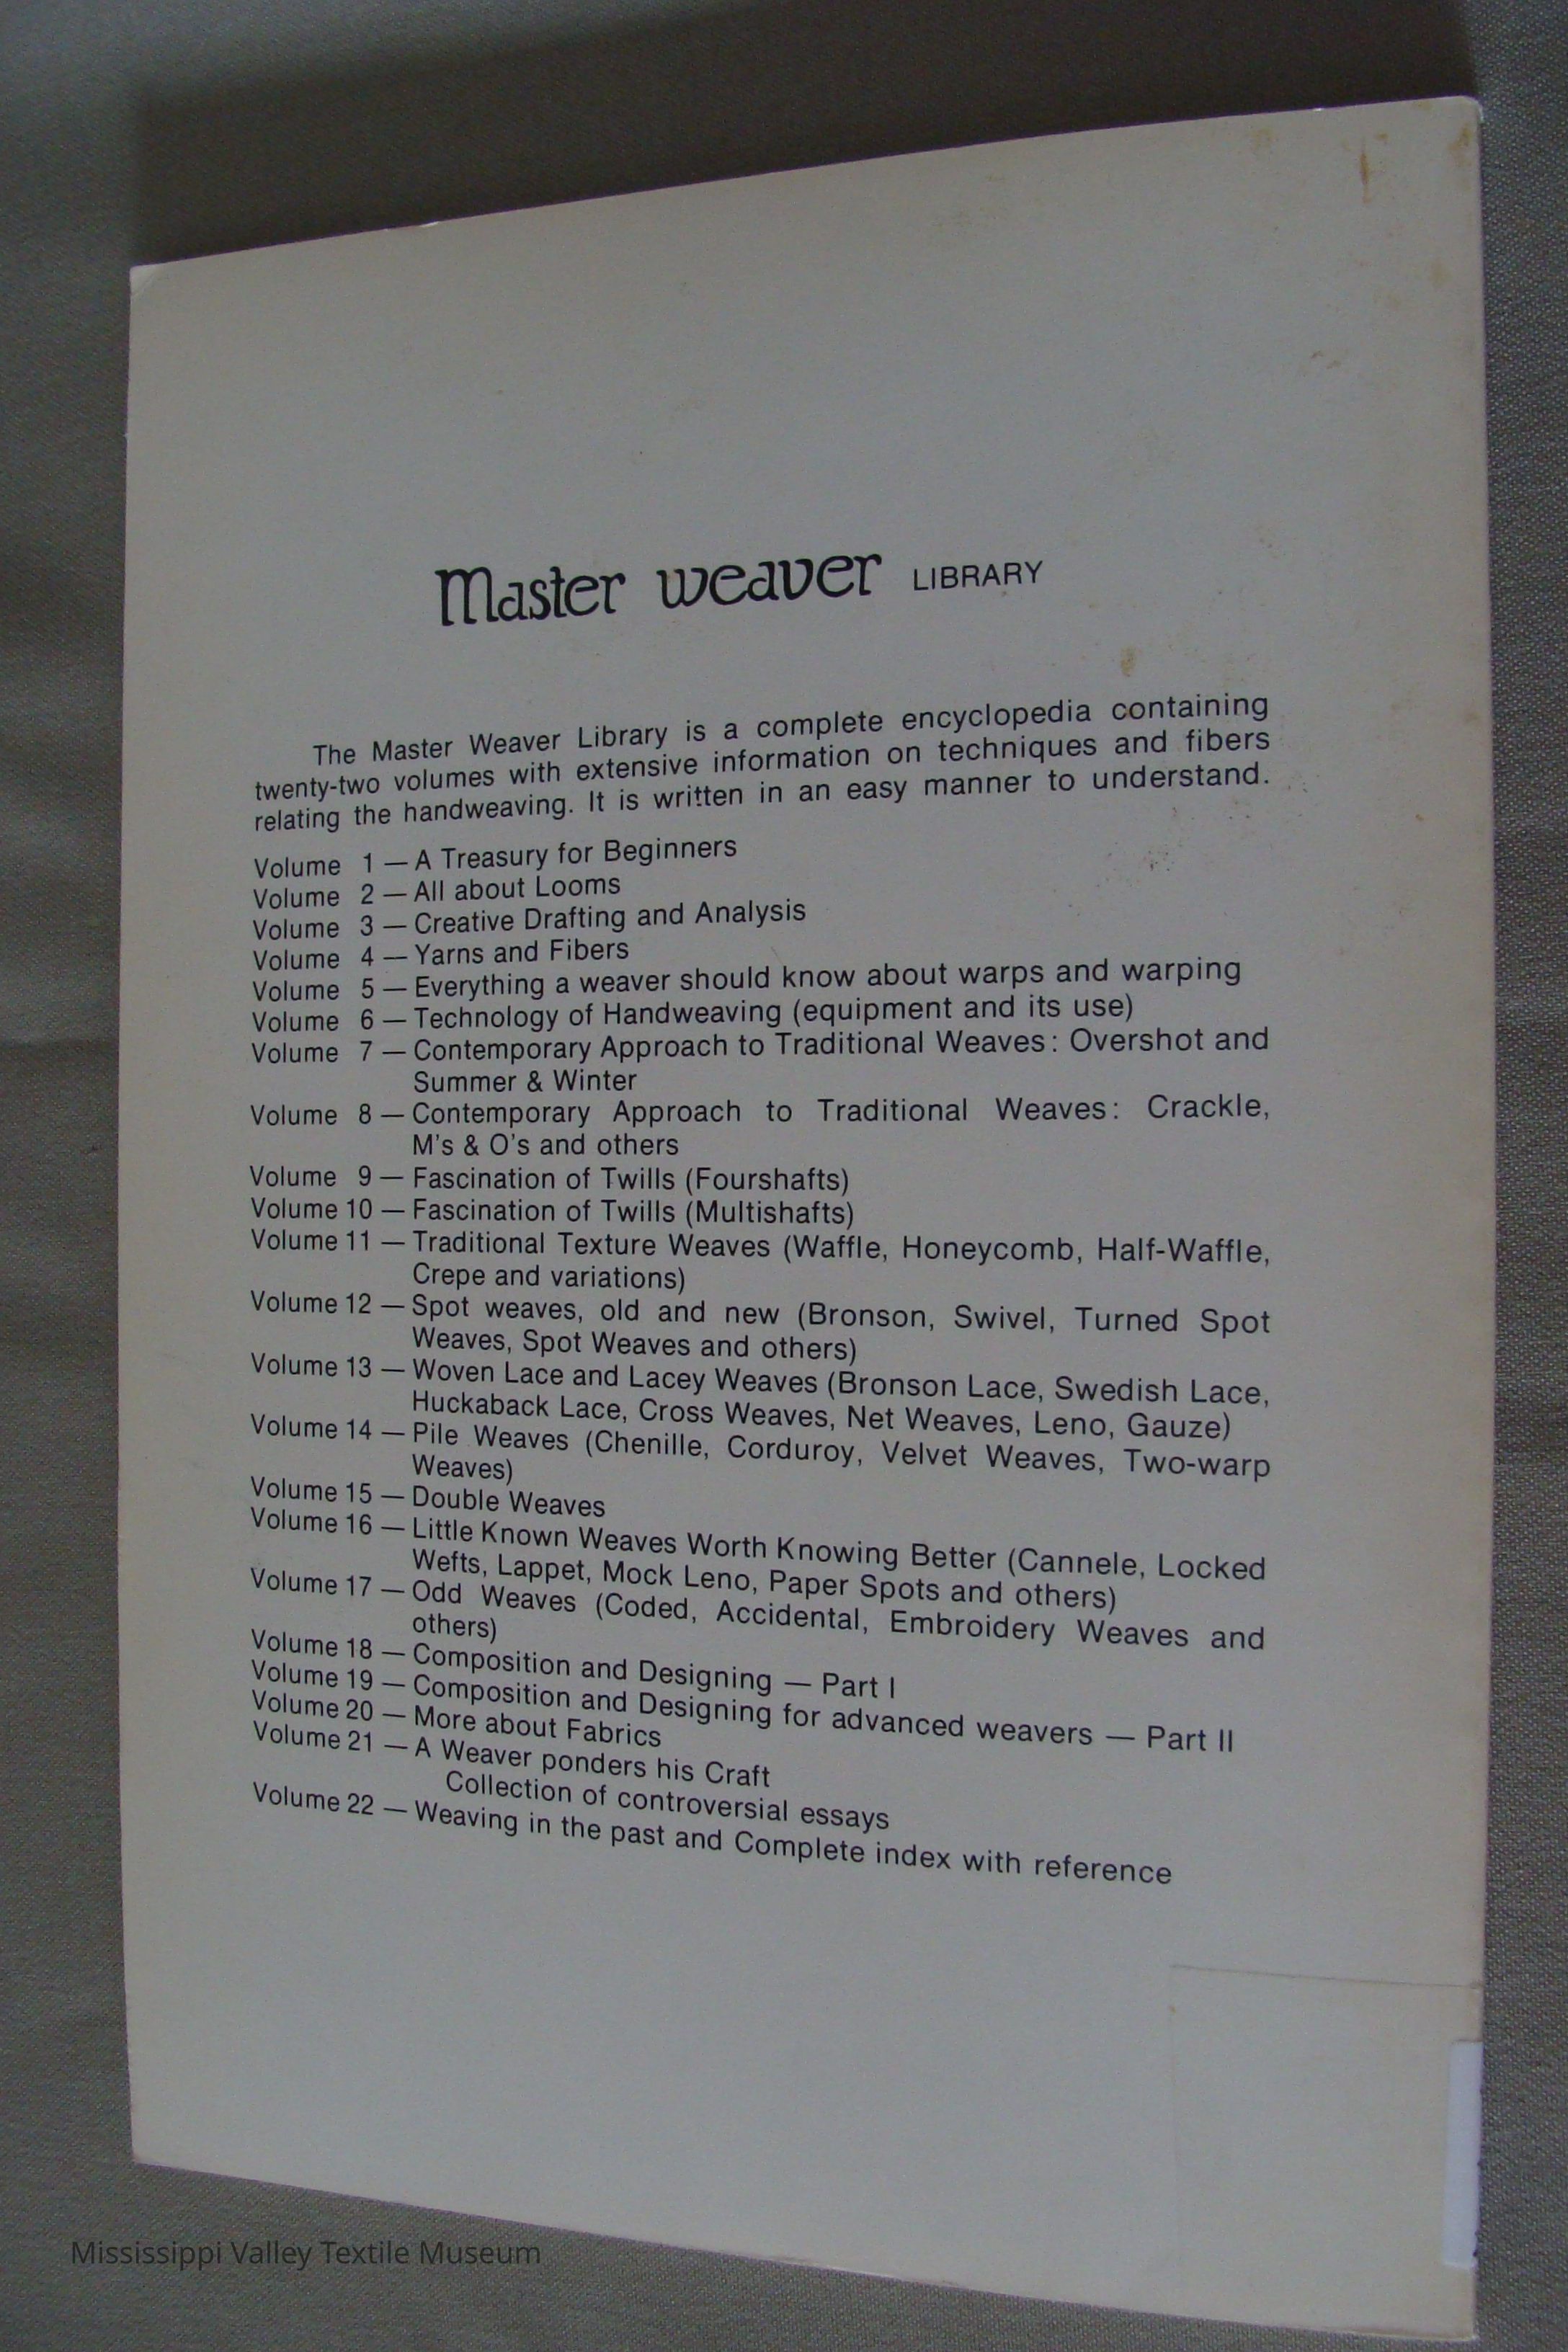 Master weaver LIBRARY
The Master Weaver Library is a complete encyclopedia containing
twenty-two volumes with extensive information on techniques and fibers
relating the handweaving. It is written in an easy manner to understand.
Volume 1 — A Treasury for Beginners
Volume 2 — All about Looms
Volume 3 — Creative Drafting and Analysis
Volume 4 — Yarns and Fibers
Volume 5 — Everything a weaver should know about warps and warping
Volume 6 — Technology of Handweaving (equipment and its use)
Volume 7 — Contemporary Approach to Traditional Weaves: Overshot and
Summer & Winter
Volume 8 — Contemporary Approach to Traditional Weaves: Crackle,
M's & O's and others
Volume 9 — Fascination of Twills (Fourshafts)
Volume 10 — Fascination of Twills (Multishafts)
Volume 11 — Traditional Texture Weaves (Waffle, Honeycomb, Half-Waffle,
Crepe and variations)
Volume 12 — Spot weaves, old and new (Bronson, Swivel, Turned Spot
Weaves, Spot Weaves and others)
Volume 13 — Woven Lace and Lacey Weaves (Bronson Lace, Swedish Lace,
Huckaback Lace, Cross Weaves, Net Weaves, Leno, Gauze)
Volume 14 — Pile Weaves (Chenille, Corduroy, Velvet Weaves, Two-warp
Weaves)
Volume 15 — Double Weaves
Volume 16 — Little Known Weaves Worth Knowing Better (Cannele, Locked
Wefts, Lappet, Mock Leno, Paper Spots and others)
Volume 17 — Odd Weaves (Coded, Accidental, Embroidery Weaves and
others)
Volume 18 — Composition and Designing — Part I
Volume 19 — Composition and Designing for advanced weavers — Part II
Volume 20 — More about Fabrics
Volume 21 — A Weaver ponders his Craft
Collection of controversial essays
Volume 22 — Weaving in the past and Complete index with reference
Mississippi Valley Textile Museum